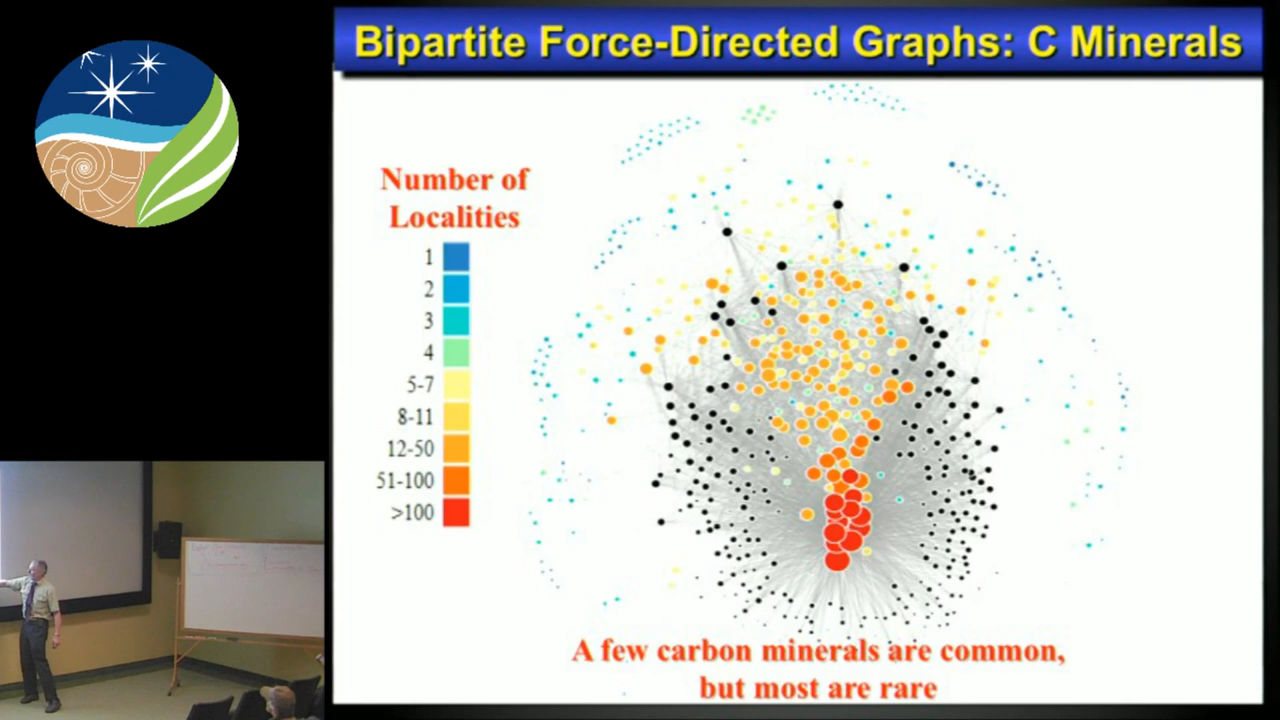 Bipartite Force-Directed Graphs: C Minerals
Number of
Localities
1
2
3
4
5-7
8-11
12-50
51-100
>100
A few carbon minerals are common,
but most are rare